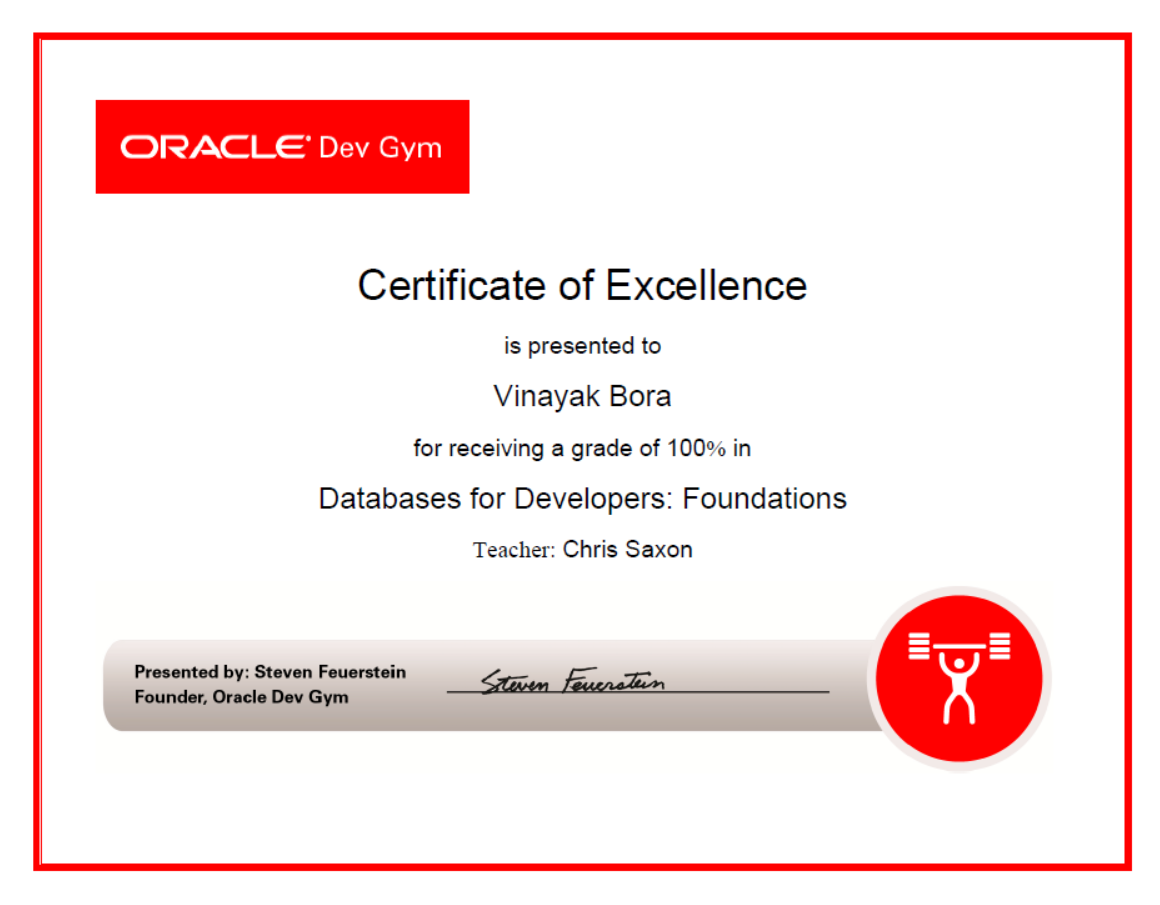 ORACLE® Dev Gym
Certificate of Excellence
is presented to
Vinayak Bora
for receiving a grade of 100% in
Databases for Developers: Foundations
Teacher: Chris Saxon
Presented by: Steven Feuerstein
Founder, Oracle Dev Gym
Steven Feuerstein